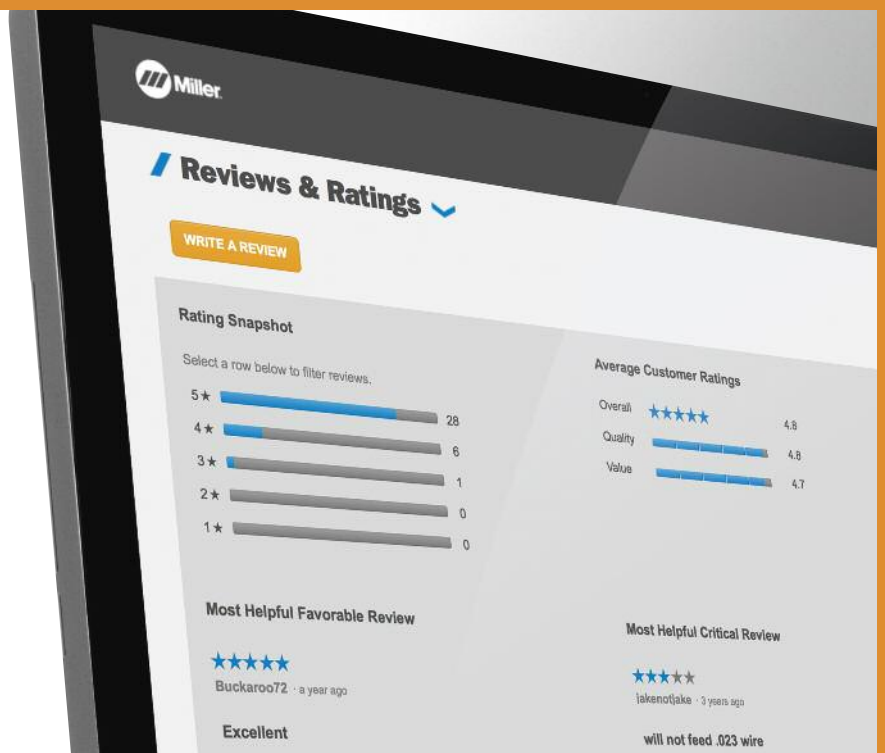 Miller
Reviews & Ratings
WRITE A REVIEW
Rating Snapshot
Select a row below to filter reviews.
5★ 28
4★ 6
3★ 1
2★ 0
1★ 0
Average Customer Ratings
Overall ★★★★★ 4.8
Quality 4.8
Value 4.7
Most Helpful Favorable Review
★★★★★
Buckaroo72 · a year ago
Excellent
Most Helpful Critical Review
★★★★★
jakenotjake · 3 years ago
will not feed .023 wire